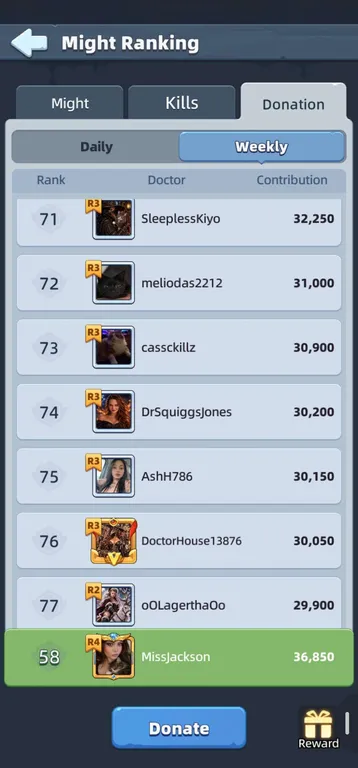 Might Ranking
Might Kills Donation
Daily Weekly
Rank Doctor Contribution
71 R3 SleeplessKiyo 32,250
72 R3 meliodas2212 31,000
73 R3 cassckillz 30,900
74 R3 DrSquiggsJones 30,200
75 R3 AshH786 30,150
76 R3 DoctorHouse13876 30,050
77 R2 oOLagerthaOo 29,900
58 R4 MissJackson 36,850
Donate
Reward